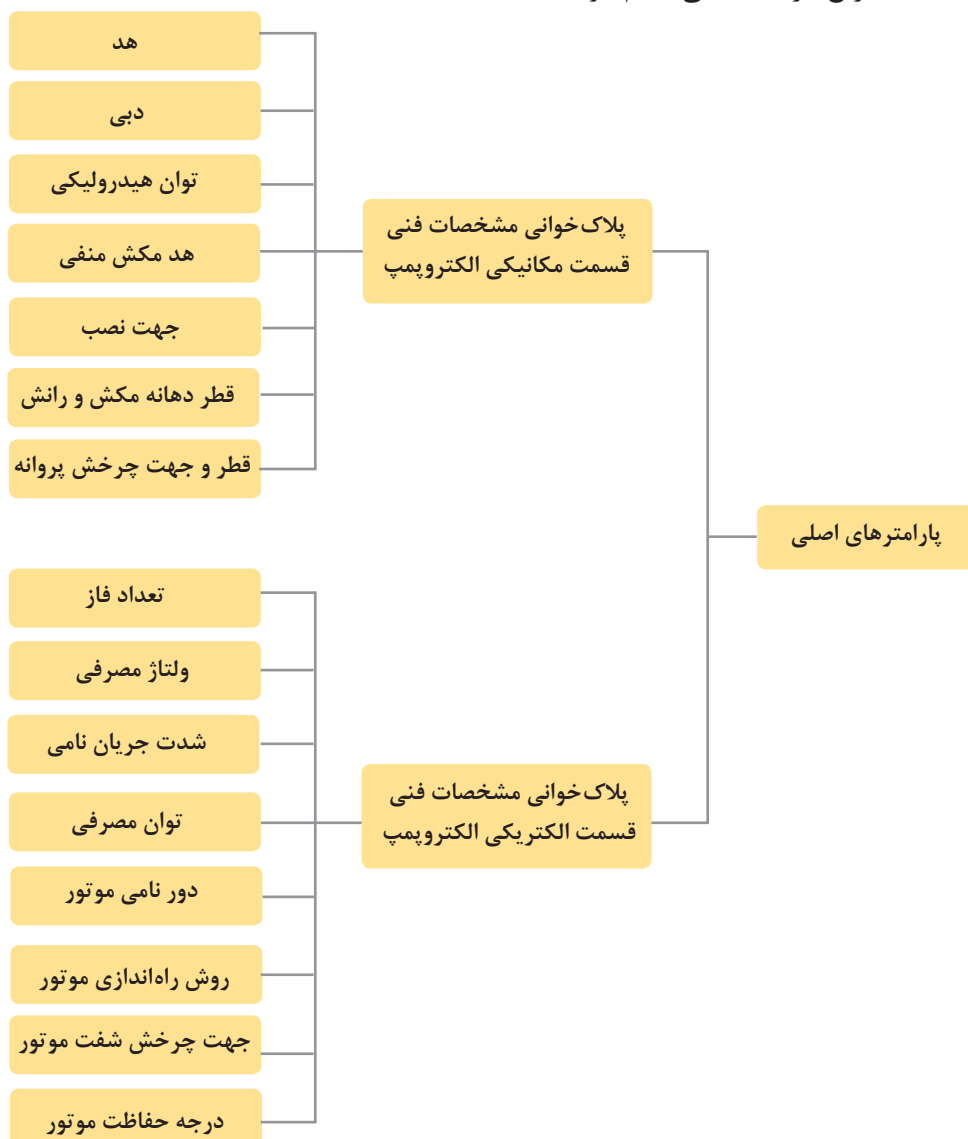 پارامترهای اصلی
پلاک‌خوانی مشخصات فنی
قسمت مکانیکی الکتروپمپ
هد
دبی
توان هیدرولیکی
هد مکش منفی
جهت نصب
قطر دهانه مکش و رانش
قطر و جهت چرخش پروانه
پلاک‌خوانی مشخصات فنی
قسمت الکتریکی الکتروپمپ
تعداد فاز
ولتاژ مصرفی
شدت جریان نامی
توان مصرفی
دور نامی موتور
روش راه‌اندازی موتور
جهت چرخش شفت موتور
درجه حفاظت موتور